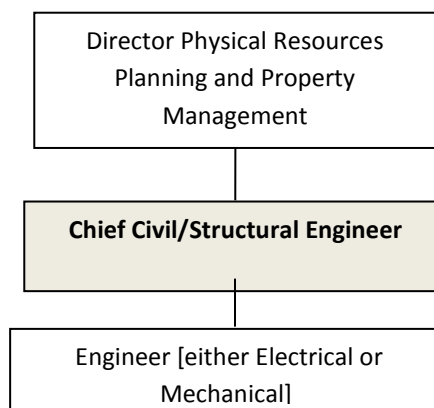 Director Physical Resources
Planning and Property
Management
Chief Civil/Structural Engineer
Engineer [either Electrical or
Mechanical]